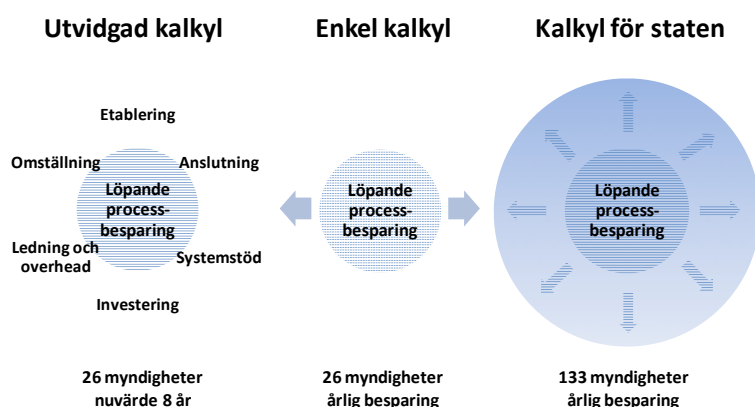 Utvidgad kalkyl
Enkel kalkyl
Kalkyl för staten
Etablering
Omställning
Anslutning
Löpande
process-
besparing
Ledning och
overhead
Systemstöd
Investering
Löpande
process-
besparing
Löpande
process-
besparing
26 myndigheter
nuvärde 8 år
26 myndigheter
årlig besparing
133 myndigheter
årlig besparing